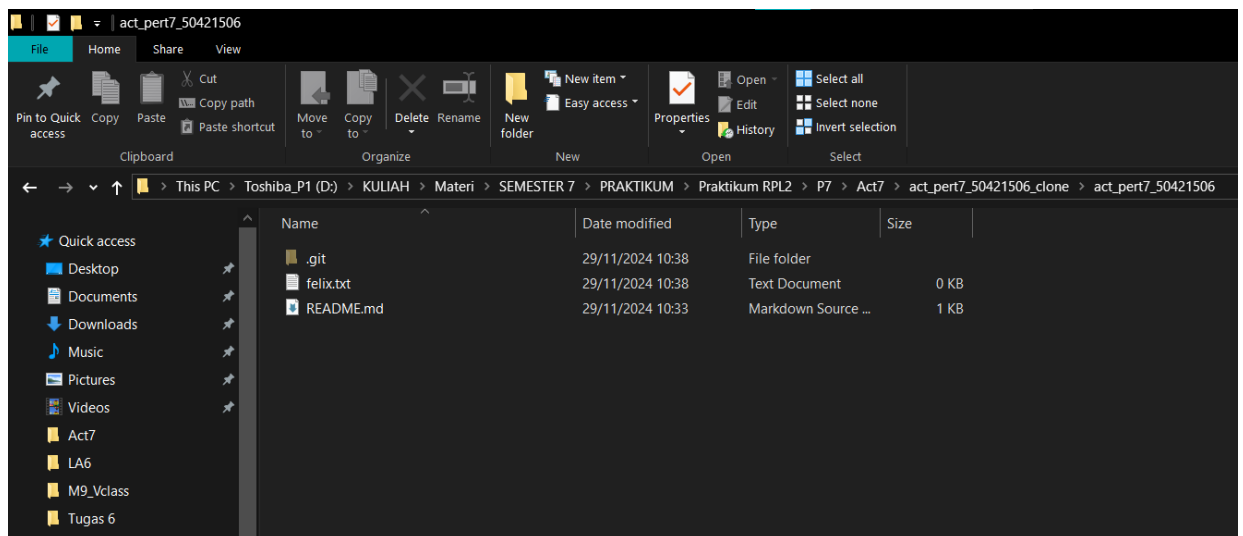 act_pert7_50421506
File Home Share View
Pin to Quick access
Copy
Paste
Cut
Copy path
Paste shortcut
Move to
Copy to
Delete
Rename
New folder
New item
Easy access
Properties
Open
Edit
History
Select all
Select none
Invert selection
Clipboard Organize New Open Select
This PC > Toshiba_P1 (D:) > KULIAH > Materi > SEMESTER 7 > PRAKTIKUM > Praktikum RPL2 > P7 > Act7 > act_pert7_50421506_clone > act_pert7_50421506
Quick access
Desktop
Documents
Downloads
Music
Pictures
Videos
Act7
LA6
M9_Vclass
Tugas 6
Name Date modified Type Size
.git 29/11/2024 10:38 File folder
felix.txt 29/11/2024 10:38 Text Document 0 KB
README.md 29/11/2024 10:33 Markdown Source ... 1 KB